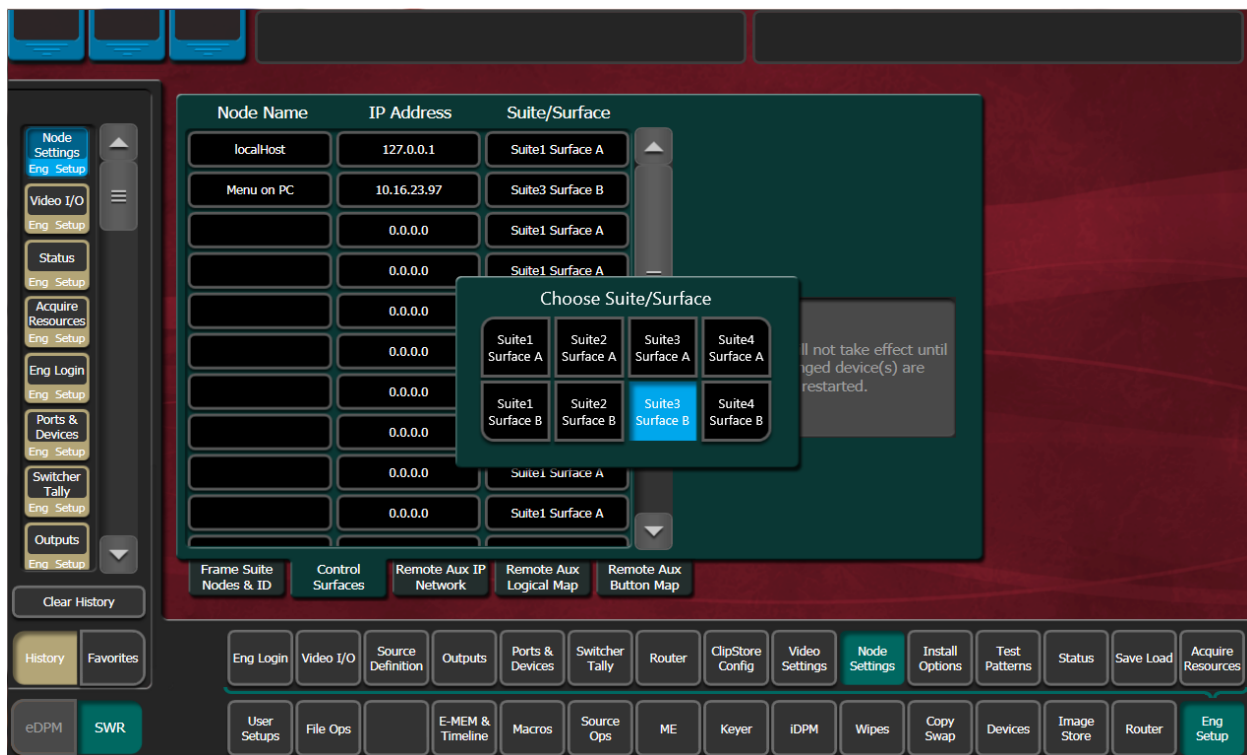 Node Name IP Address Suite/Surface
localHost 127.0.0.1 Suite1 Surface A
Menu on PC 10.16.23.97 Suite3 Surface B
0.0.0.0 Suite1 Surface A
0.0.0.0 Suite1 Surface A
0.0.0.0
0.0.0.0
0.0.0.0
0.0.0.0
0.0.0.0 Suite1 Surface A
0.0.0.0 Suite1 Surface A
Choose Suite/Surface
Suite1 Surface A
Suite2 Surface A
Suite3 Surface A
Suite4 Surface A
Suite1 Surface B
Suite2 Surface B
Suite3 Surface B
Suite4 Surface B
not take effect until
device(s) are
restarted.
Node
Settings
Eng Setup
Video I/O
Eng Setup
Status
Eng Setup
Acquire
Resources
Eng Setup
Eng Login
Eng Setup
Ports &
Devices
Eng Setup
Switcher
Tally
Eng Setup
Outputs
Eng Setup
Clear History
History Favorites
eDPM SWR
Frame Suite
Nodes & ID
Control
Surfaces
Remote Aux IP
Network
Remote Aux
Logical Map
Remote Aux
Button Map
Eng Login
Video I/O
Source
Definition
Outputs
Ports &
Devices
Switcher
Tally
Router
ClipStore
Config
Video
Settings
Node
Settings
Install
Options
Test
Patterns
Status
Save Load
Acquire
Resources
User
Setups
File Ops
E-MEM &
Timeline
Macros
Source
Ops
ME
Keyer
iDPM
Wipes
Copy
Swap
Devices
Image
Store
Router
Eng
Setup